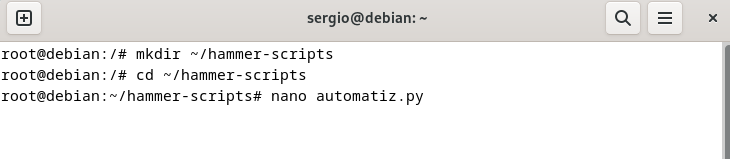 sergio@debian: ~
root@debian:/# mkdir ~/hammer-scripts
root@debian:/# cd ~/hammer-scripts
root@debian:~/hammer-scripts# nano automatiz.py